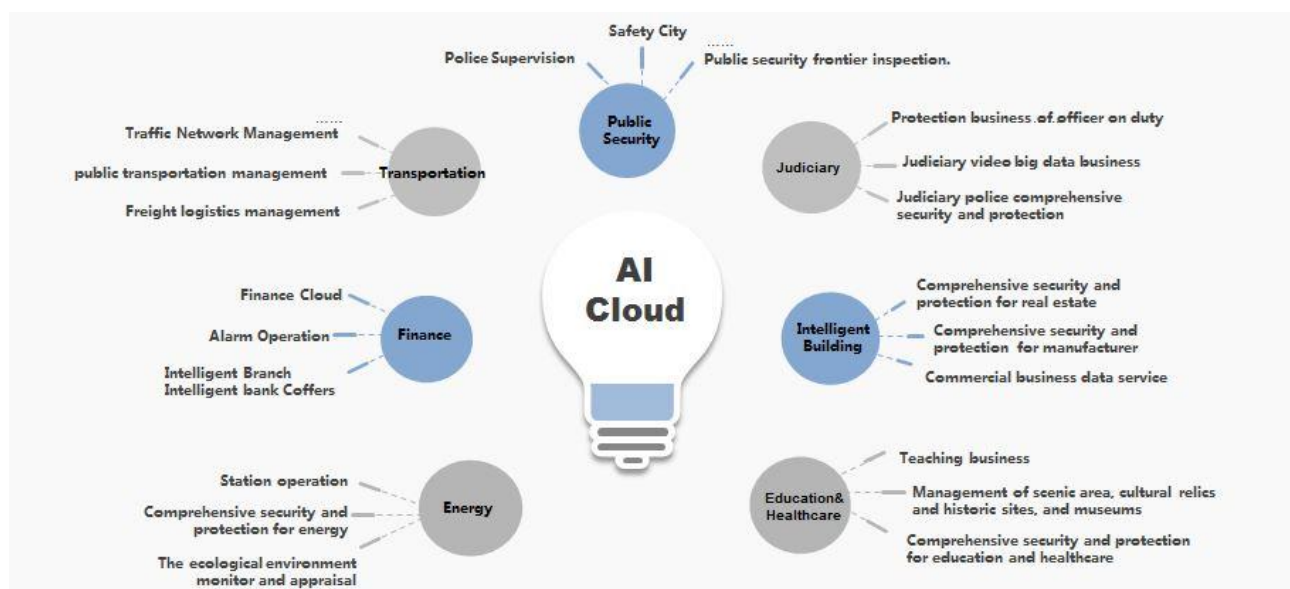 Safety City
......
Police Supervision
Public security frontier inspection.
Public
Security
......
Traffic Network Management
public transportation management
Freight logistics management
Transportation
Protection business of officer on duty
Judiciary video big data business
Judiciary police comprehensive
security and protection
Judiciary
AI
Cloud
Finance Cloud
Alarm Operation
Intelligent Branch
Intelligent bank Coffers
Finance
Comprehensive security and
protection for real estate
Comprehensive security and
protection for manufacturer
Commercial business data service
Intelligent
Building
Station operation
Comprehensive security and
protection for energy
The ecological environment
monitor and appraisal
Energy
Teaching business
Management of scenic area, cultural relics
and historic sites, and museums
Comprehensive security and protection
for education and healthcare
Education&
Healthcare